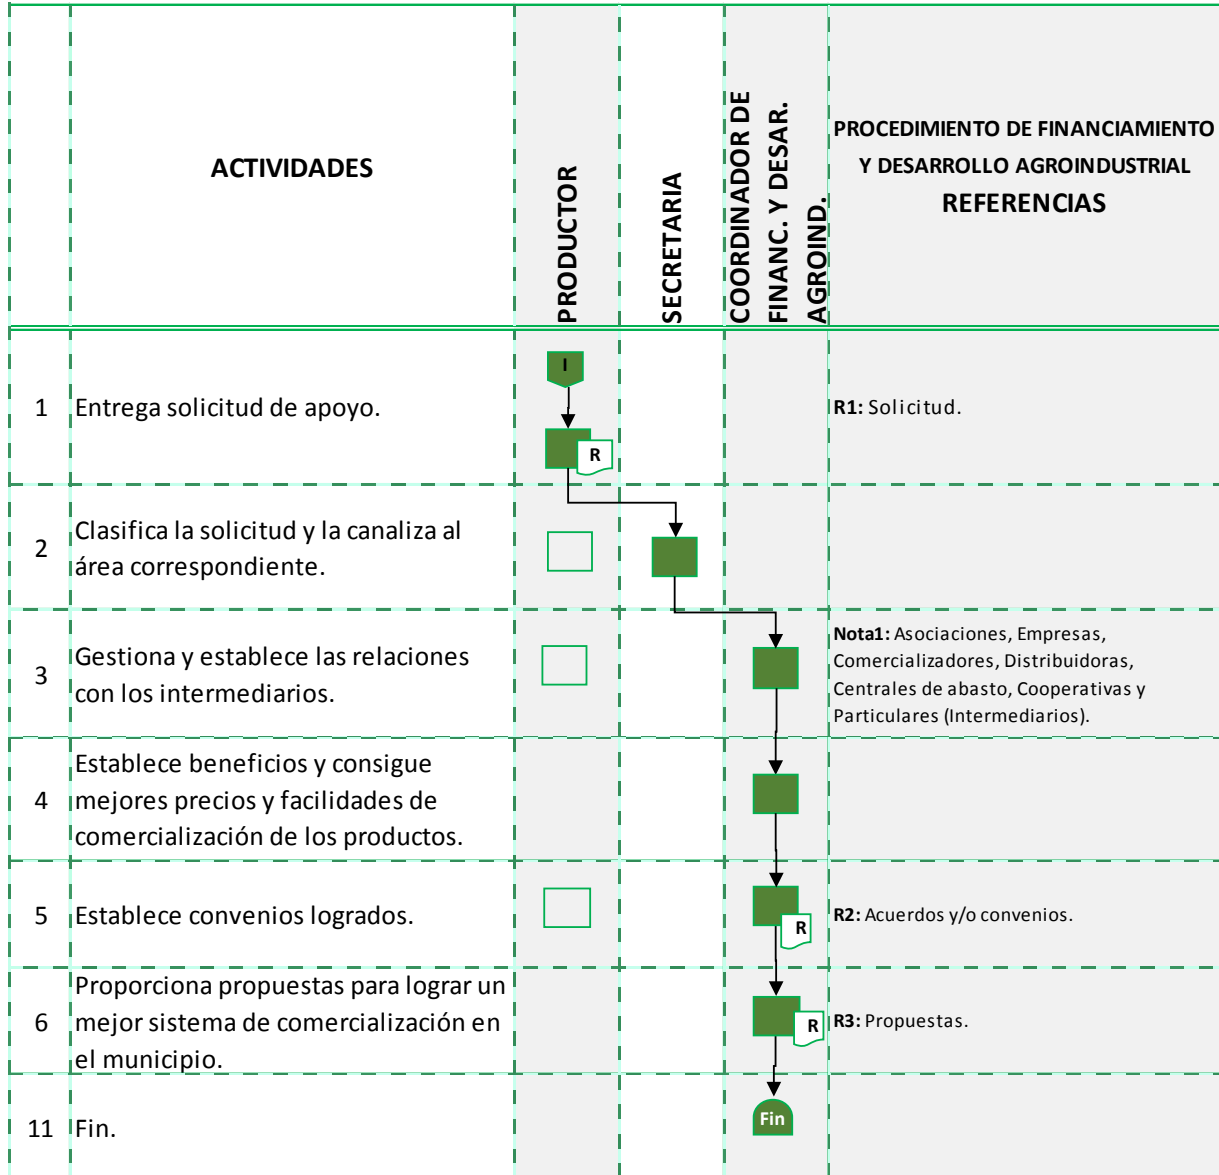 ACTIVIDADES
PRODUCTOR
SECRETARIA
COORDINADOR DE
FINANC. Y DESAR.
AGROIND.
PROCEDIMIENTO DE FINANCIAMIENTO
Y DESARROLLO AGROINDUSTRIAL
REFERENCIAS
I
1
Entrega solicitud de apoyo.
R1: Solicitud.
R
2
Clasifica la solicitud y la canaliza al
área correspondiente.
3
Gestiona y establece las relaciones
con los intermediarios.
Nota1: Asociaciones, Empresas,
Comercializadores, Distribuidoras,
Centrales de abasto, Cooperativas y
Particulares (Intermediarios).
4
Establece beneficios y consigue
mejores precios y facilidades de
comercialización de los productos.
5
Establece convenios logrados.
R
R2: Acuerdos y/o convenios.
6
Proporciona propuestas para lograr un
mejor sistema de comercialización en
el municipio.
R
R3: Propuestas.
11
Fin.
Fin